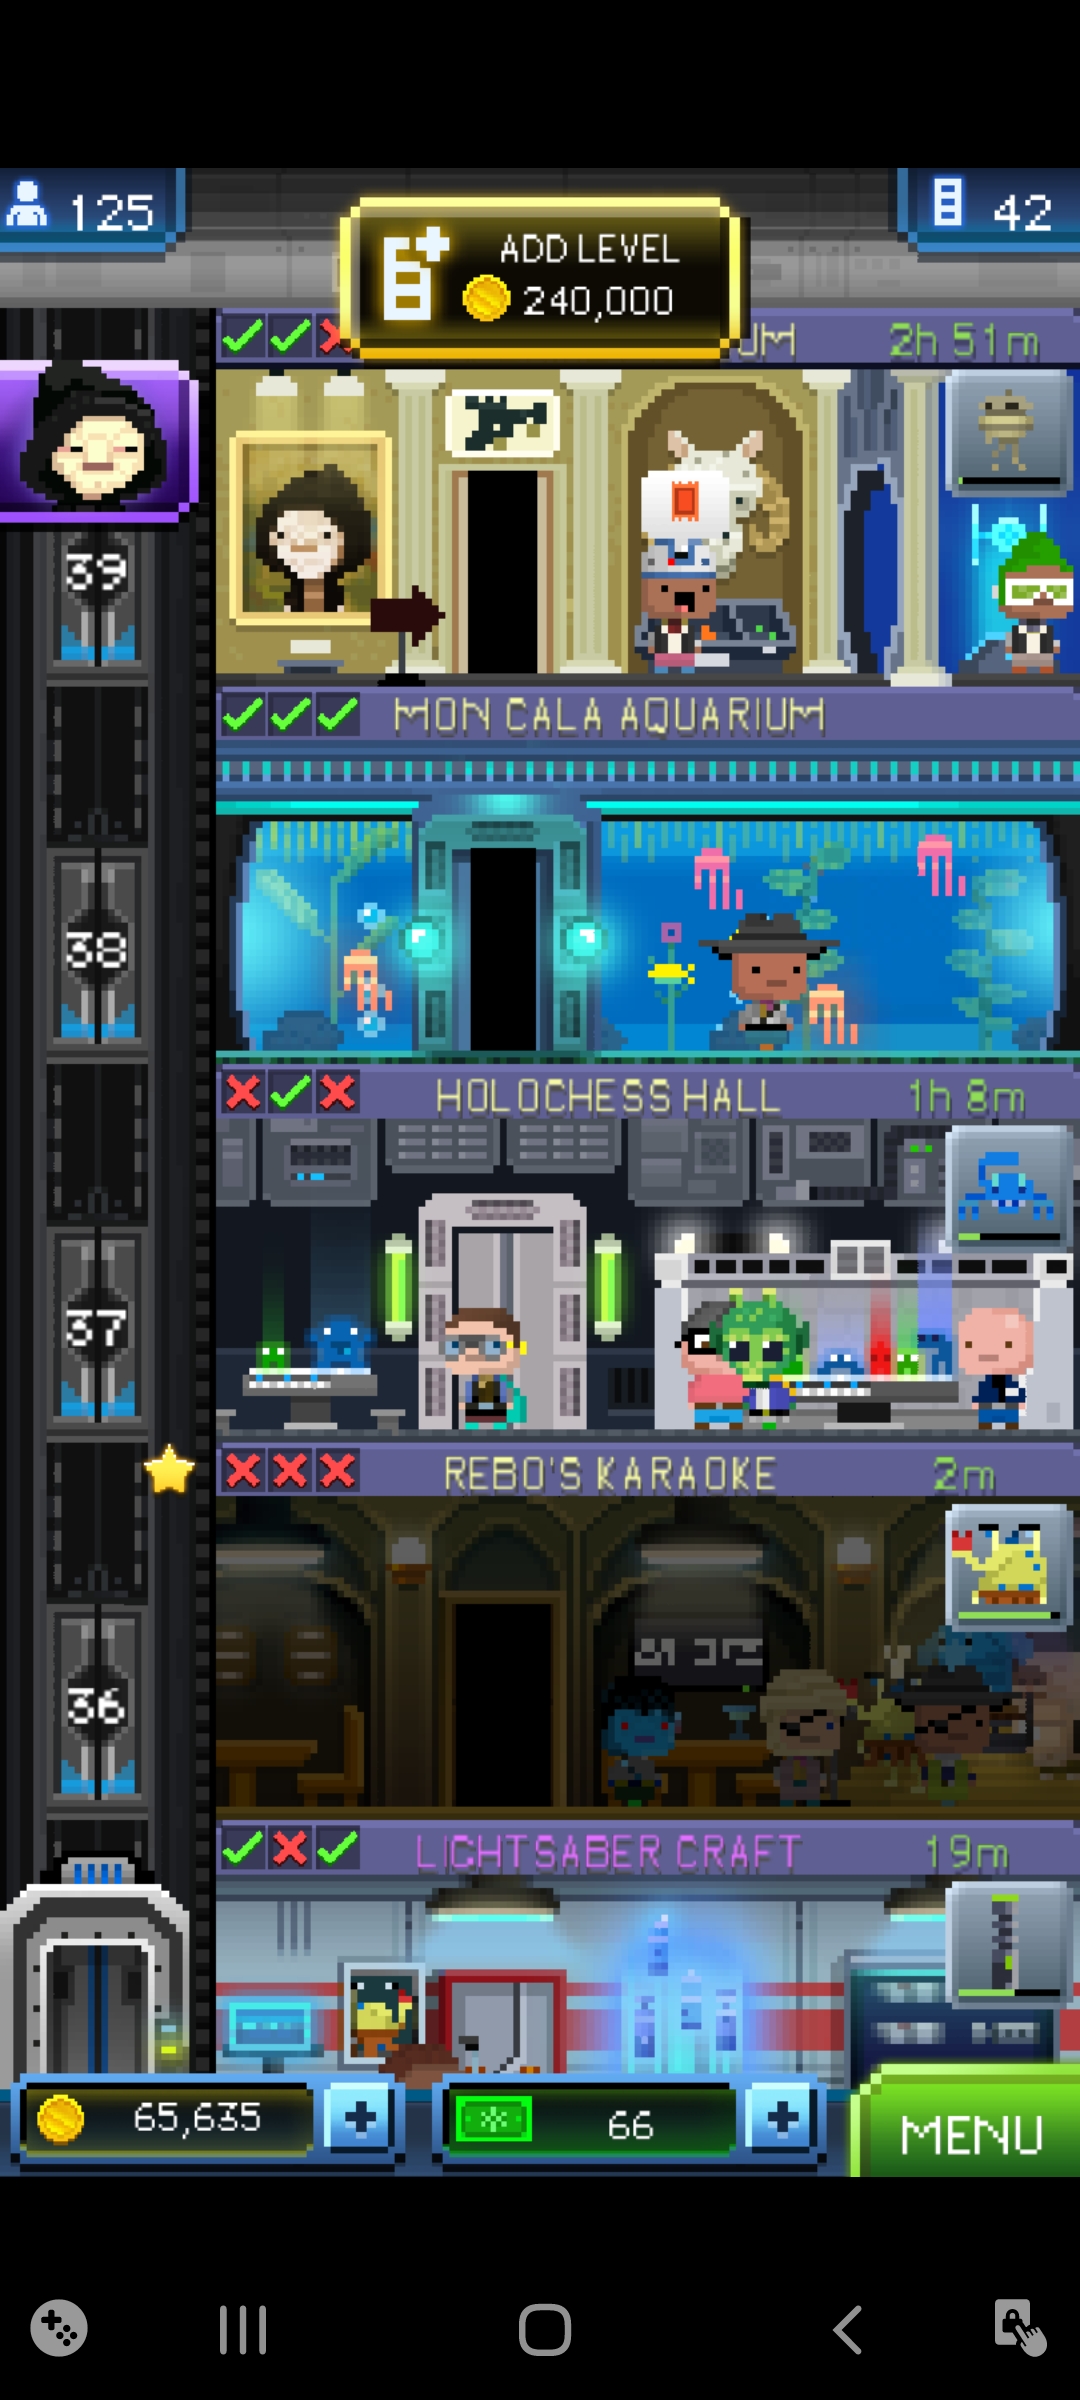 125
42
ADD LEVEL
240,000
UM 2h 51m
39
MON CALA AQUARIUM
38
HOLOCHESS HALL 1h 8m
37
REBO'S KARAOKE 2m
36
LIGHTSABER CRAFT 19m
65,635
66
MENU